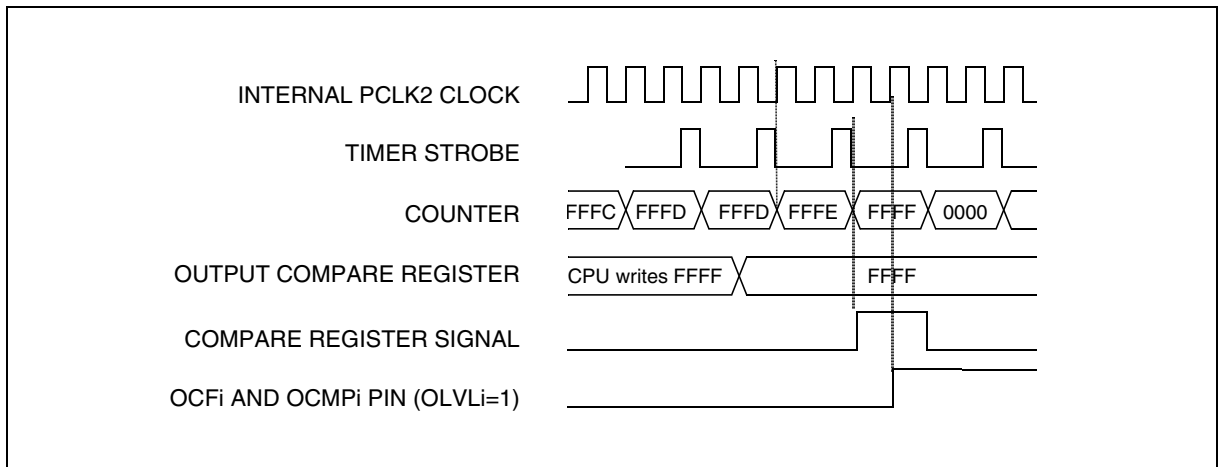 INTERNAL PCLK2 CLOCK
TIMER STROBE
COUNTER FFFC FFFD FFFD FFFE FFFF 0000
OUTPUT COMPARE REGISTER CPU writes FFFF FFFF
COMPARE REGISTER SIGNAL
OCFi AND OCMPi PIN (OLVLi=1)